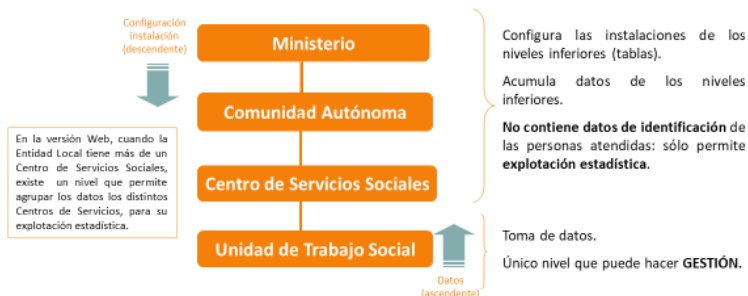 Configuración
instalación
(descendente)
Ministerio
Comunidad Autónoma
Centro de Servicios Sociales
Unidad de Trabajo Social
En la versión Web, cuando la
Entidad Local tiene más de un
Centro de Servicios Sociales,
existe un nivel que permite
agrupar los datos los distintos
Centros de Servicios, para su
explotación estadística.
Datos
(ascendente)
Configura las instalaciones de los
niveles inferiores (tablas).
Acumula datos de los niveles
inferiores.
No contiene datos de identificación de
las personas atendidas: sólo permite
explotación estadística.
Toma de datos.
Único nivel que puede hacer GESTIÓN.